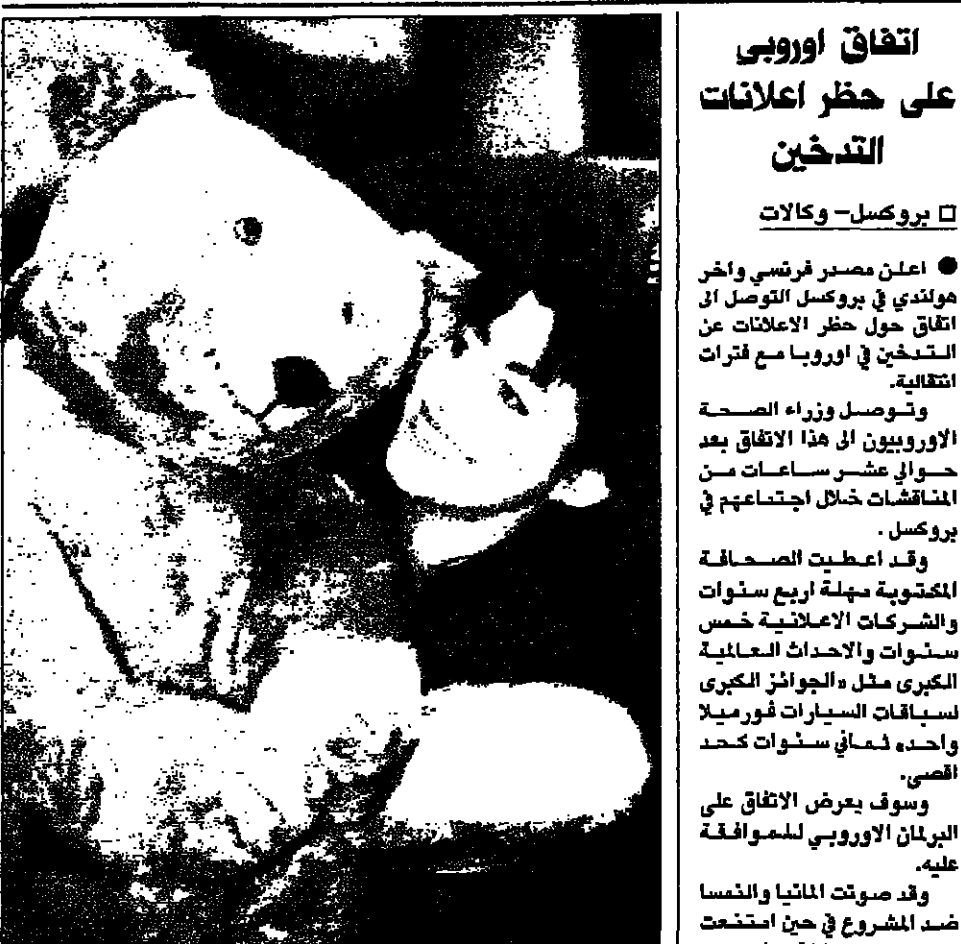 اتفاق اوروبي
على حظر اعلانات
التدخين
□ بروكسل– وكالات
● اعلن مصدر فرنسي واخر
هولندي في بروكسل التوصل الى
اتفاق حول حظر الاعلانات عن
التدخين في اوروبا مع فترات
انتقالية.
وتوصل وزراء الصحة
الاوروبيون الى هذا الاتفاق بعد
حوالي عشر ساعات من
المناقشات خلال اجتماعهم في
بروكسل .
وقد اعطيت الصحافة
المكتوبة مهلة اربع سنوات
والشركات الاعلانية خمس
سنوات والاحداث العالمية
الكبرى مثل «الجوائز الكبرى
لسباقات السيارات فورميلا
واحد» ثماني سنوات كحد
اقصى.
وسوف يعرض الاتفاق على
البرلمان الاوروبي للموافقة
عليه.
وقد صوتت المانيا والنمسا
ضد المشروع في حين امتنعت